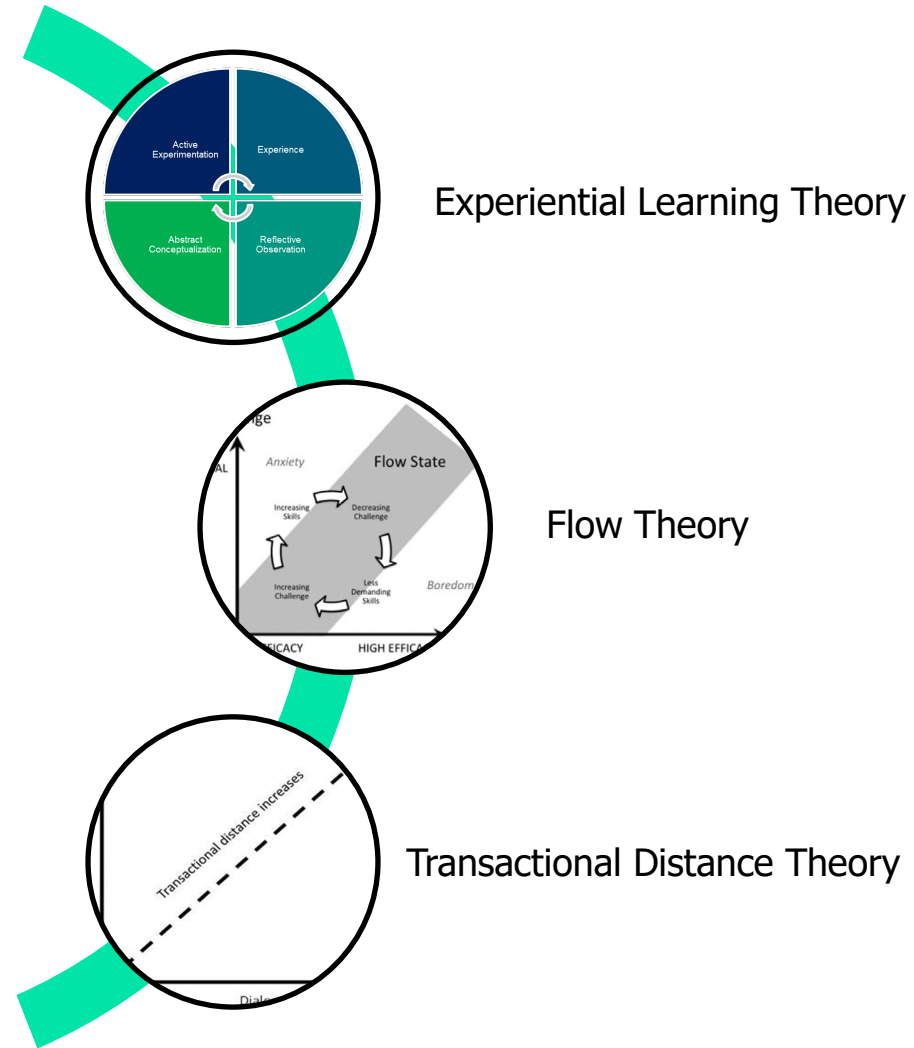 Active
Experimentation
Experience
Abstract
Conceptualization
Reflective
Observation
Experiential Learning Theory
Anxiety
Flow State
Increasing
Skills
Decreasing
Challenge
Increasing
Challenge
Less
Demanding
Skills
Boredom
HIGH
Flow Theory
Transactional distance increases
Transactional Distance Theory